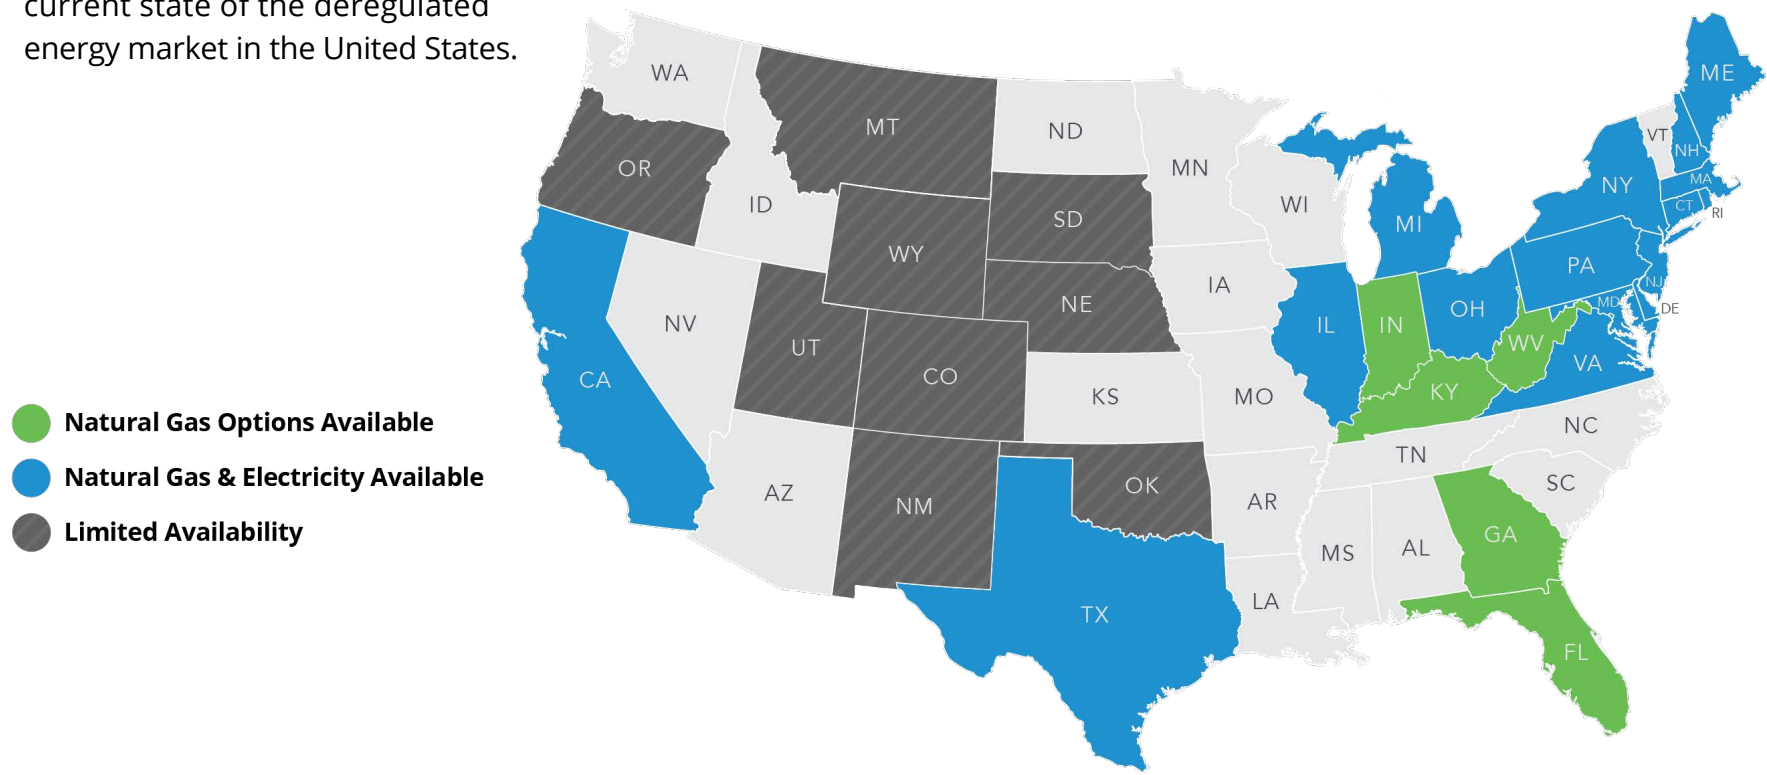 current state of the deregulated
energy market in the United States.
WA
MT
ND
MN
OR
ID
WY
SD
WI
MI
NY
VT
NH
ME
MA
CT
RI
NV
UT
CO
NE
IA
IL
IN
OH
PA
NJ
MD
DE
CA
KS
MO
KY
WV
VA
AZ
NM
OK
AR
TN
NC
SC
TX
LA
MS
AL
GA
FL
Natural Gas Options Available
Natural Gas & Electricity Available
Limited Availability